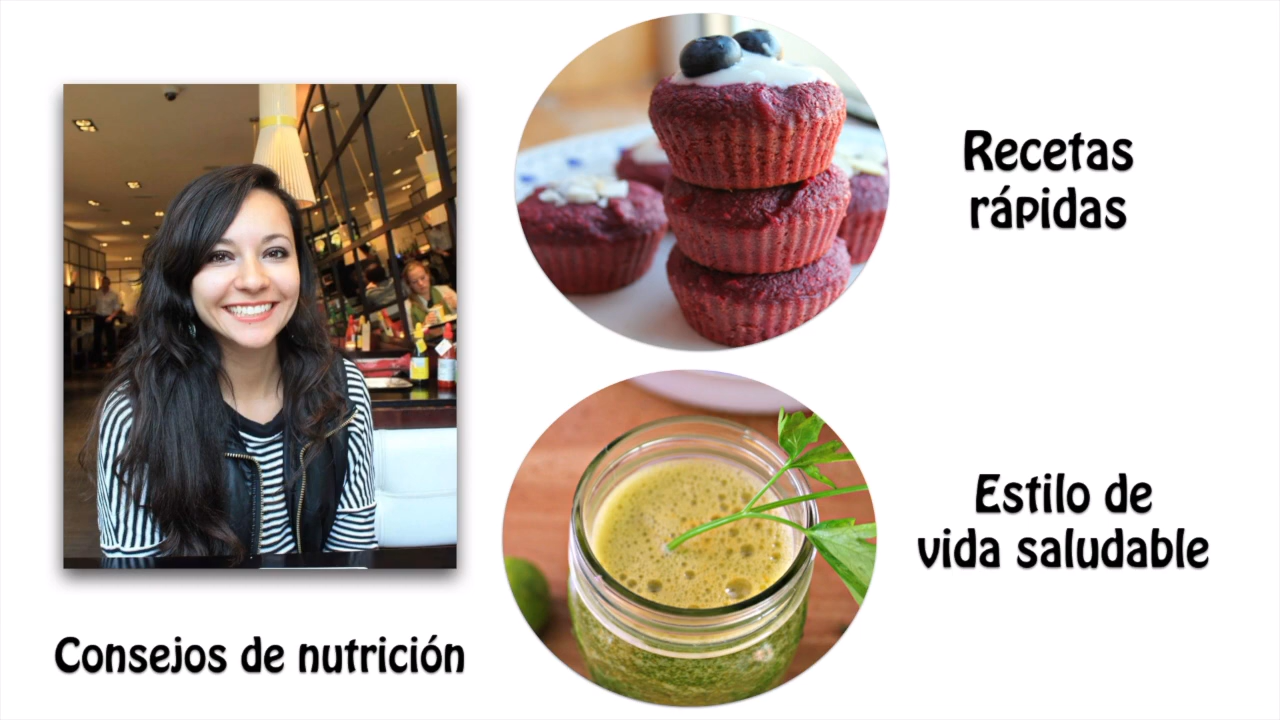 Recetas
rápidas
Estilo de
vida saludable
Consejos de nutrición